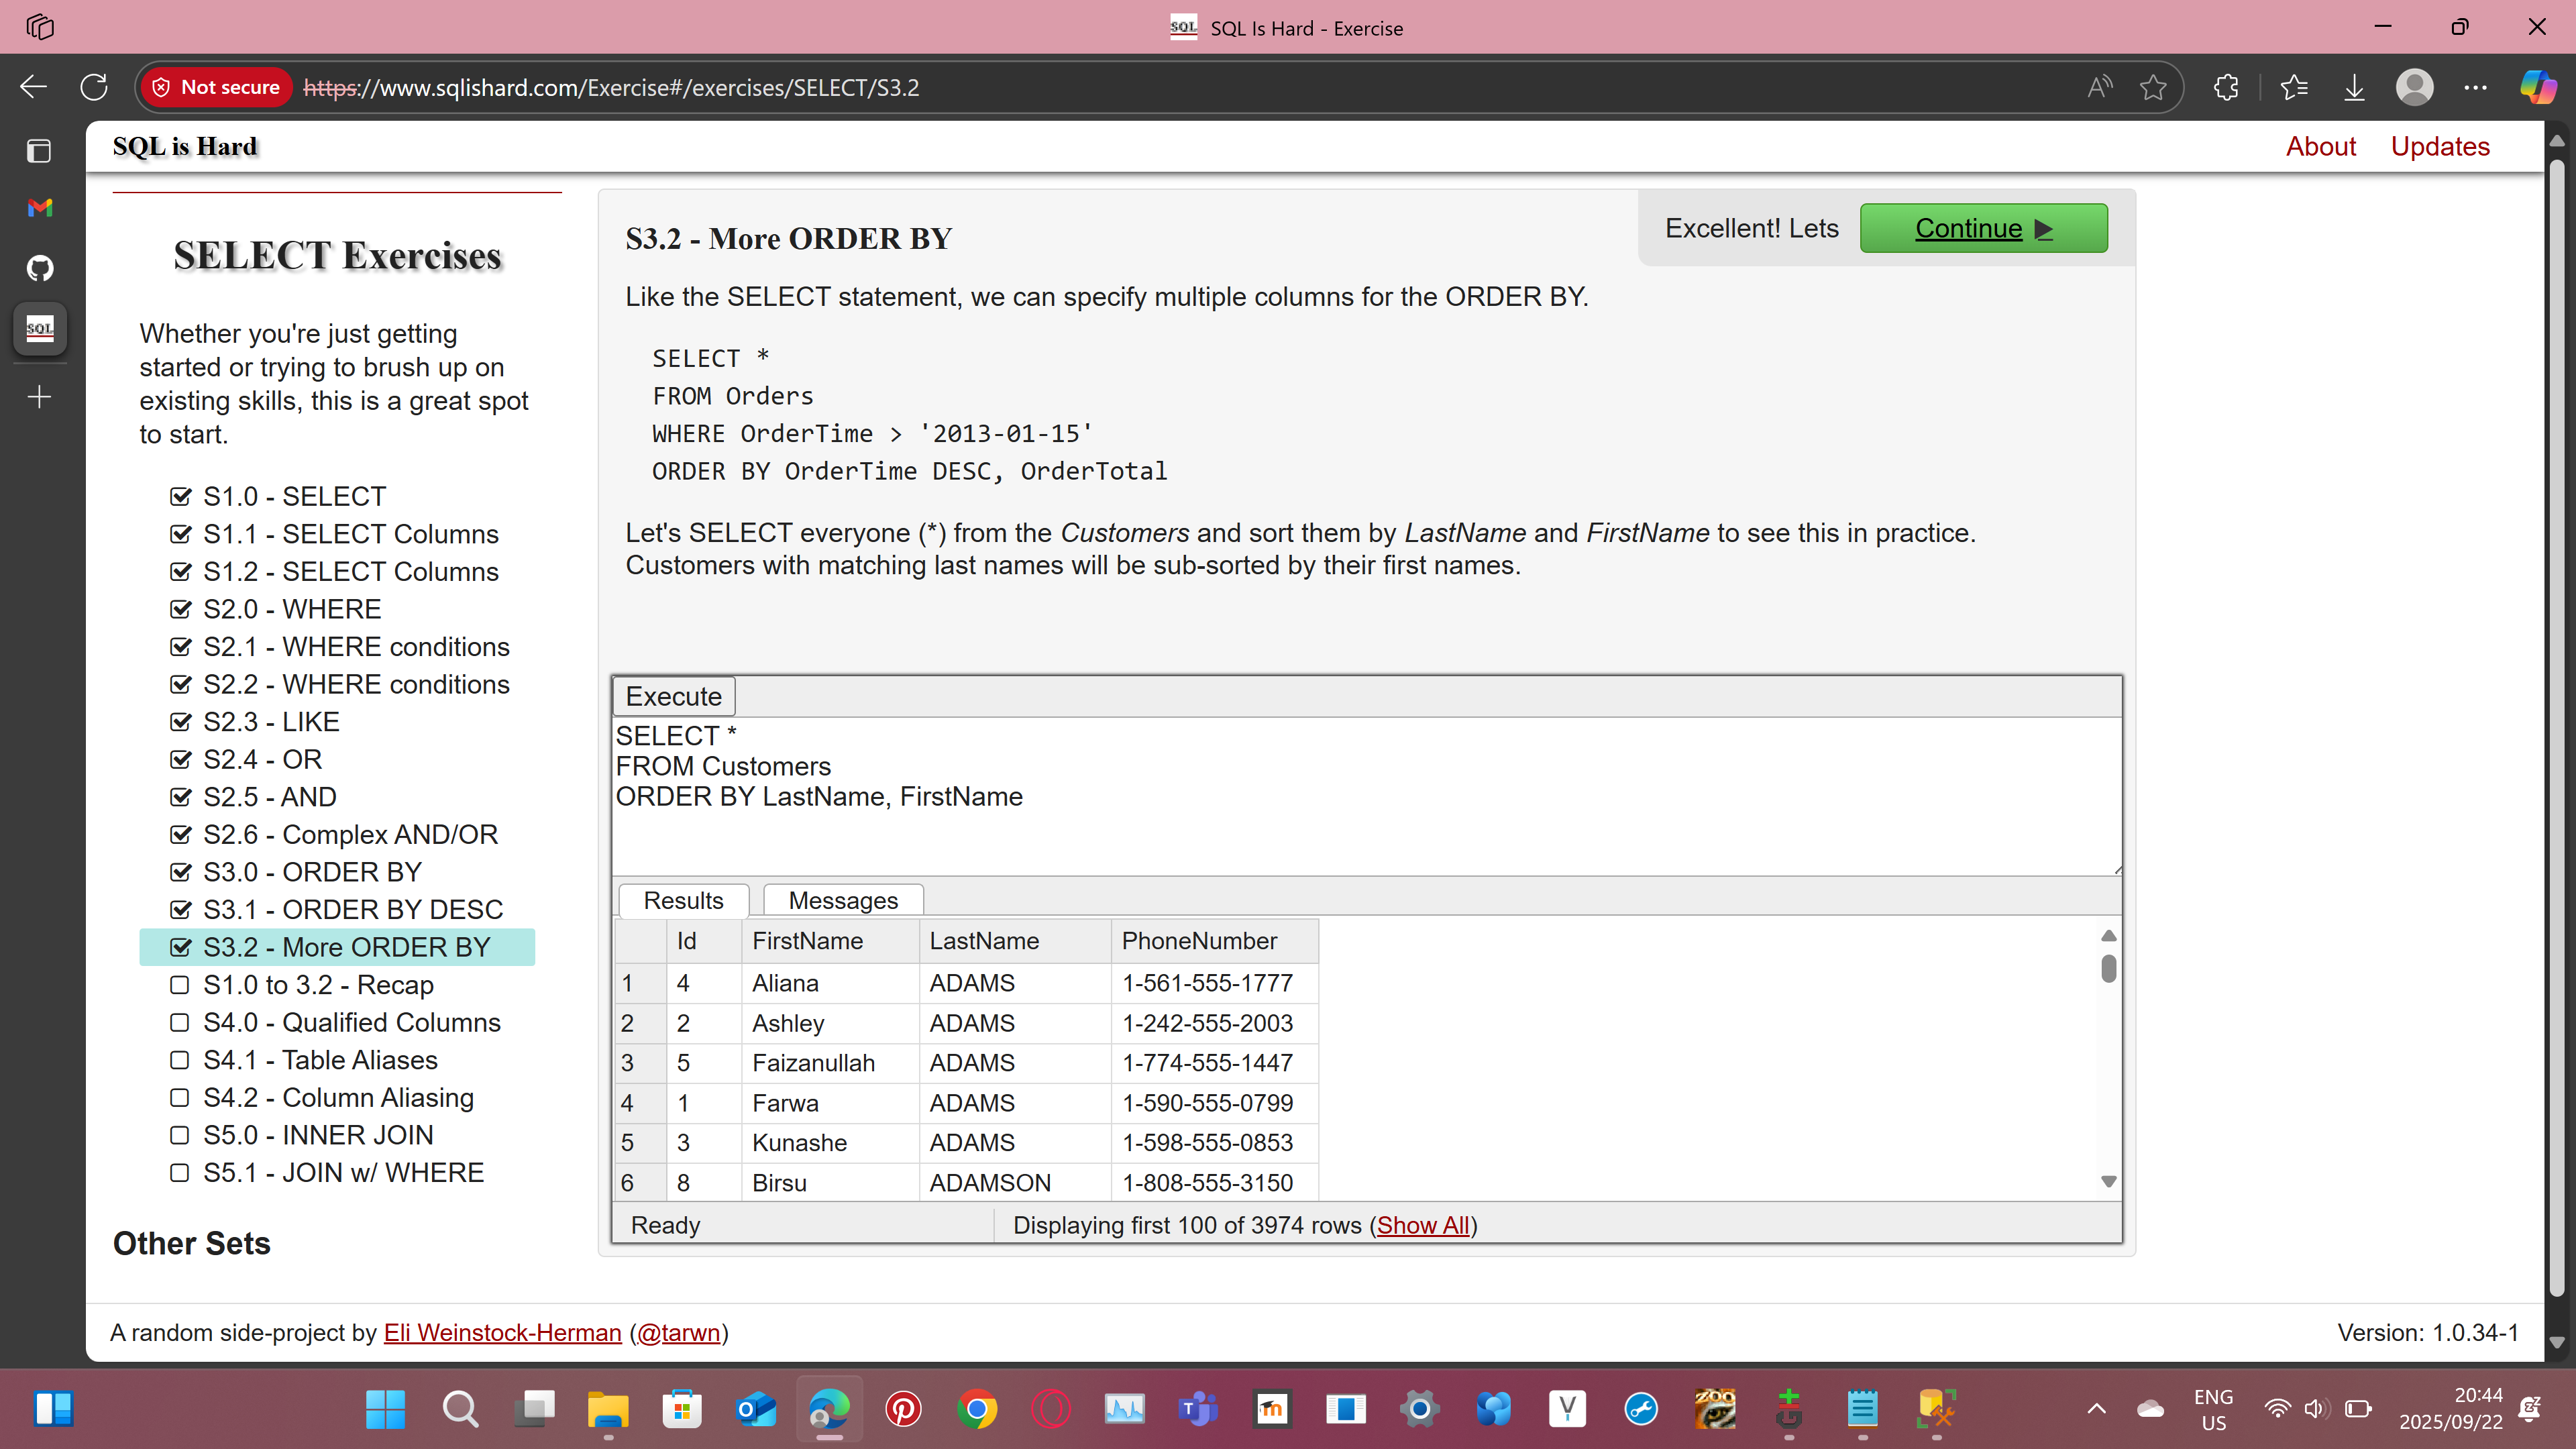 SQL Is Hard - Exercise
Not secure https://www.sqlishard.com/Exercise#/exercises/SELECT/S3.2
SQL is Hard
About Updates
SELECT Exercises
Whether you're just getting
started or trying to brush up on
existing skills, this is a great spot
to start.
S1.0 - SELECT
S1.1 - SELECT Columns
S1.2 - SELECT Columns
S2.0 - WHERE
S2.1 - WHERE conditions
S2.2 - WHERE conditions
S2.3 - LIKE
S2.4 - OR
S2.5 - AND
S2.6 - Complex AND/OR
S3.0 - ORDER BY
S3.1 - ORDER BY DESC
S3.2 - More ORDER BY
S1.0 to 3.2 - Recap
S4.0 - Qualified Columns
S4.1 - Table Aliases
S4.2 - Column Aliasing
S5.0 - INNER JOIN
S5.1 - JOIN w/ WHERE
Other Sets
S3.2 - More ORDER BY
Excellent! Lets Continue
Like the SELECT statement, we can specify multiple columns for the ORDER BY.
SELECT *
FROM Orders
WHERE OrderTime > '2013-01-15'
ORDER BY OrderTime DESC, OrderTotal
Let's SELECT everyone (*) from the Customers and sort them by LastName and FirstName to see this in practice.
Customers with matching last names will be sub-sorted by their first names.
Execute
SELECT *
FROM Customers
ORDER BY LastName, FirstName
Results Messages
Id FirstName LastName PhoneNumber
1 4 Aliana ADAMS 1-561-555-1777
2 2 Ashley ADAMS 1-242-555-2003
3 5 Faizanullah ADAMS 1-774-555-1447
4 1 Farwa ADAMS 1-590-555-0799
5 3 Kunashe ADAMS 1-598-555-0853
6 8 Birsu ADAMSON 1-808-555-3150
Ready Displaying first 100 of 3974 rows (Show All)
A random side-project by Eli Weinstock-Herman (@tarwn)
Version: 1.0.34-1
ENG
US
20:44
2025/09/22